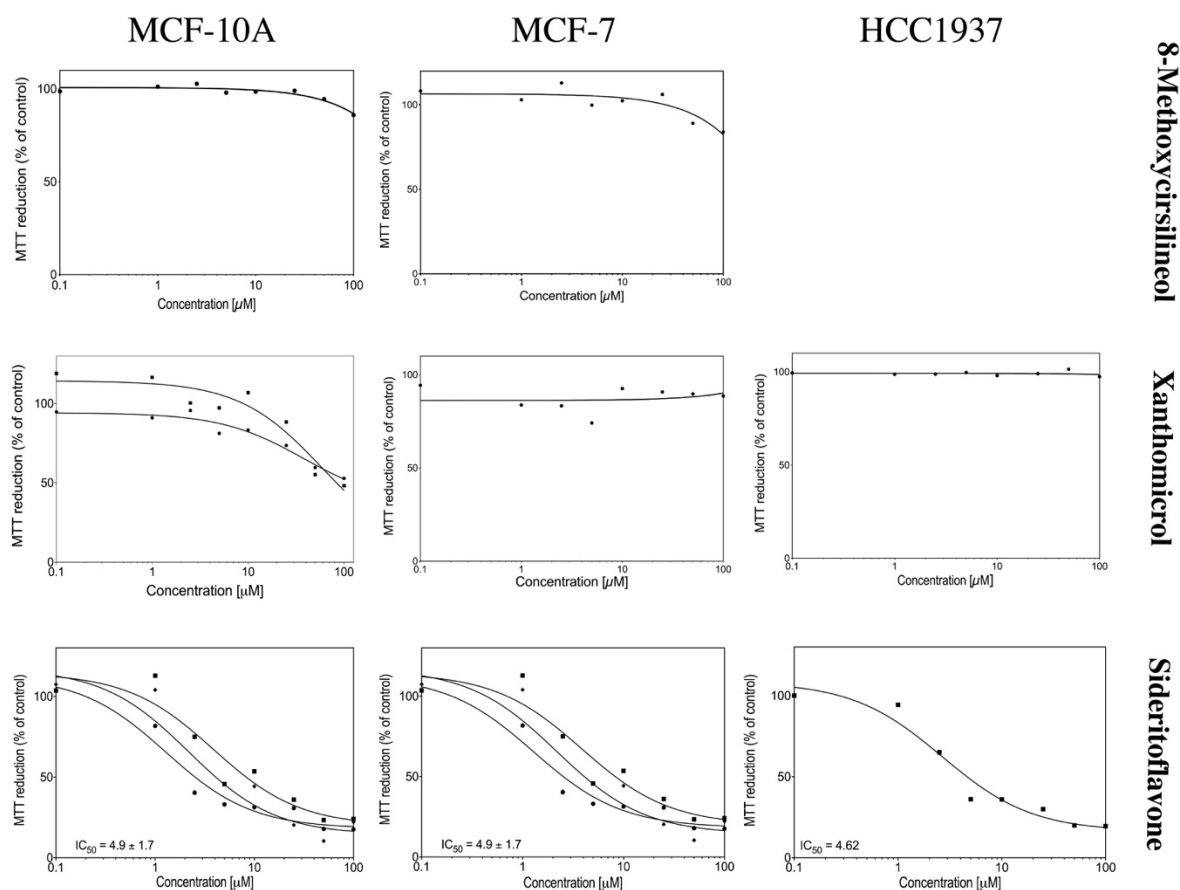 MCF-10A
MCF-7
HCC1937
8-Methoxycirsilineol
MTT reduction (% of control)
100
50
0
0.1
1
10
100
Concentration [µM]
MTT reduction (% of control)
100
50
0
0.1
1
10
100
Concentration [µM]
Xanthomicrol
MTT reduction (% of control)
100
50
0
0.1
1
10
100
Concentration [µM]
MTT reduction (% of control)
100
50
0
0.1
1
10
100
Concentration [µM]
MTT reduction (% of control)
100
50
0
0.1
1
10
100
Concentration [µM]
Sideritoflavone
MTT reduction (% of control)
100
50
0
IC50 = 4.9 ± 1.7
0.1
1
10
100
Concentration [µM]
MTT reduction (% of control)
100
50
0
IC50 = 4.9 ± 1.7
0.1
1
10
100
Concentration [µM]
MTT reduction (% of control)
100
50
0
IC50 = 4.62
0.1
1
10
100
Concentration [µM]